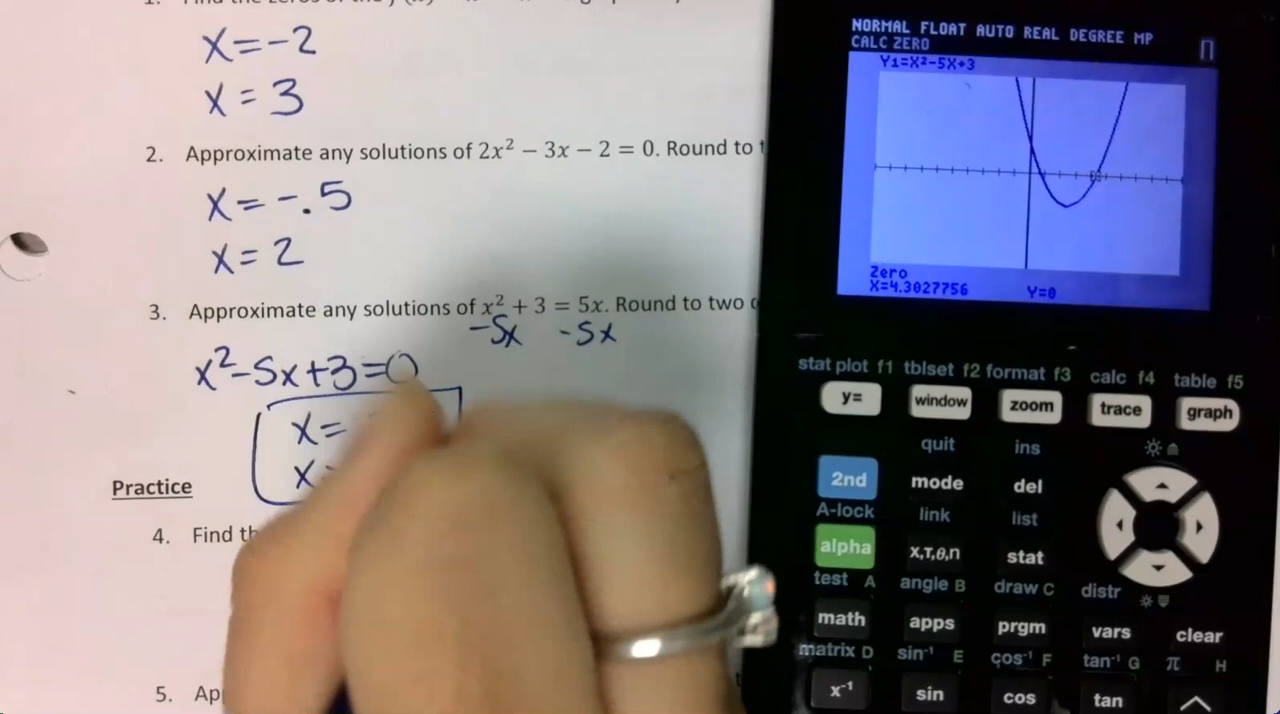 x=-2
x=3
2. Approximate any solutions of 2x² − 3x − 2 = 0. Round to
x=-.5
x=2
3. Approximate any solutions of x² + 3 = 5x. Round to two
-5x -5x
x²-5x+3=0
x=
x
Practice
4. Find th
5. Ap
NORMAL FLOAT AUTO REAL DEGREE MP
CALC ZERO
Y1=X²-5X+3
Zero
X=4.3027756 Y=0
stat plot f1 tblset f2 format f3 calc f4 table f5
y= window zoom trace graph
quit ins
2nd mode del
A-lock link list
alpha X,T,θ,n stat
test A angle B draw C distr
math apps prgm vars clear
matrix D sin⁻¹ E cos⁻¹ F tan⁻¹ G π H
x⁻¹ sin cos tan ^